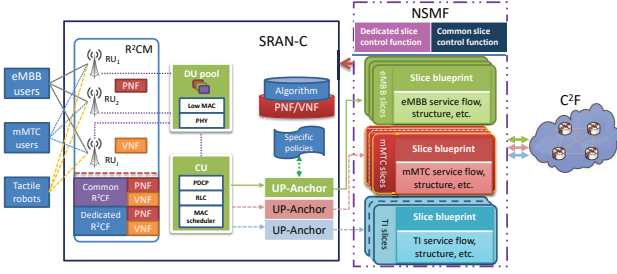 NSMF
Dedicated slice
control function
Common slice
control function
SRAN-C
R²CM
RU₁
RU₂
RUⱼ
PNF
VNF
eMBB
users
mMTC
users
Tactile
robots
Common
R²CF
PNF
VNF
Dedicated
R²CF
PNF
VNF
DU pool
Low MAC
PHY
CU
PDCP
RLC
MAC
scheduler
Algorithm
PNF/VNF
Specific
policies
UP-Anchor
UP-Anchor
UP-Anchor
eMBB slices
Slice blueprint
eMBB service flow,
structure, etc.
mMTC slices
Slice blueprint
mMTC service flow,
structure, etc.
TI slices
Slice blueprint
TI service flow,
structure, etc.
C²F